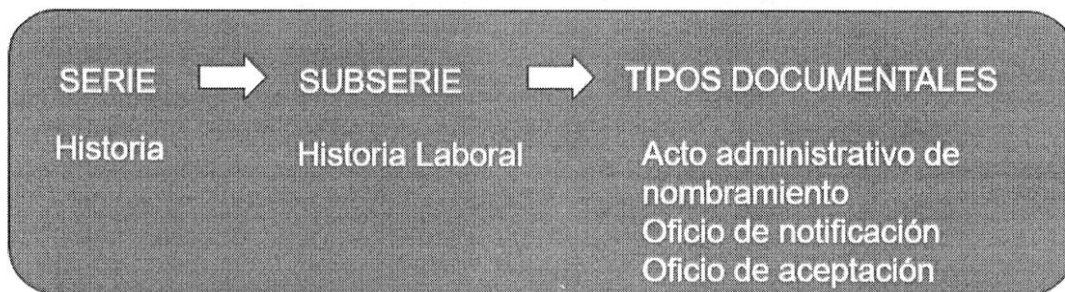 SERIE
SUBSERIE
TIPOS DOCUMENTALES
Historia
Historia Laboral
Acto administrativo de
nombramiento
Oficio de notificación
Oficio de aceptación